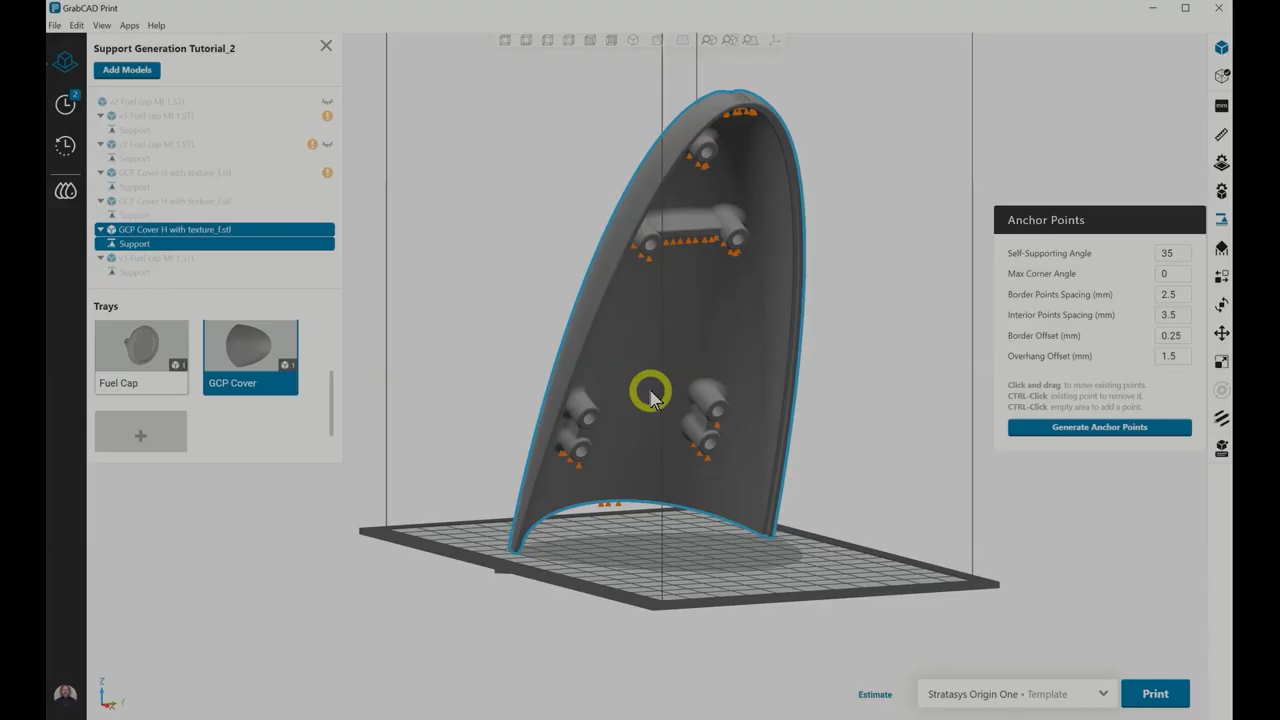 GrabCAD Print
File Edit View Apps Help
Support Generation Tutorial_2
Add Models
v2 Fuel cap MI 1.STL
v3 Fuel cap MI 1.STL
Support
v2 Fuel cap MI 1.STL
Support
GCP Cover H with texture_f.stl
Support
GCP Cover H with texture_f.stl
Support
GCP Cover H with texture_f.stl
Support
v3 Fuel cap MI 1.STL
Support
2
Trays
1
1
Fuel Cap
GCP Cover
+
Anchor Points
Self-Supporting Angle 35
Max Corner Angle 0
Border Points Spacing (mm) 2.5
Interior Points Spacing (mm) 3.5
Border Offset (mm) 0.25
Overhang Offset (mm) 1.5
Click and drag to move existing points.
CTRL-Click existing point to remove it.
CTRL-Click empty area to add a point.
Generate Anchor Points
mm
Z
Y
Estimate
Stratasys Origin One • Template
Print